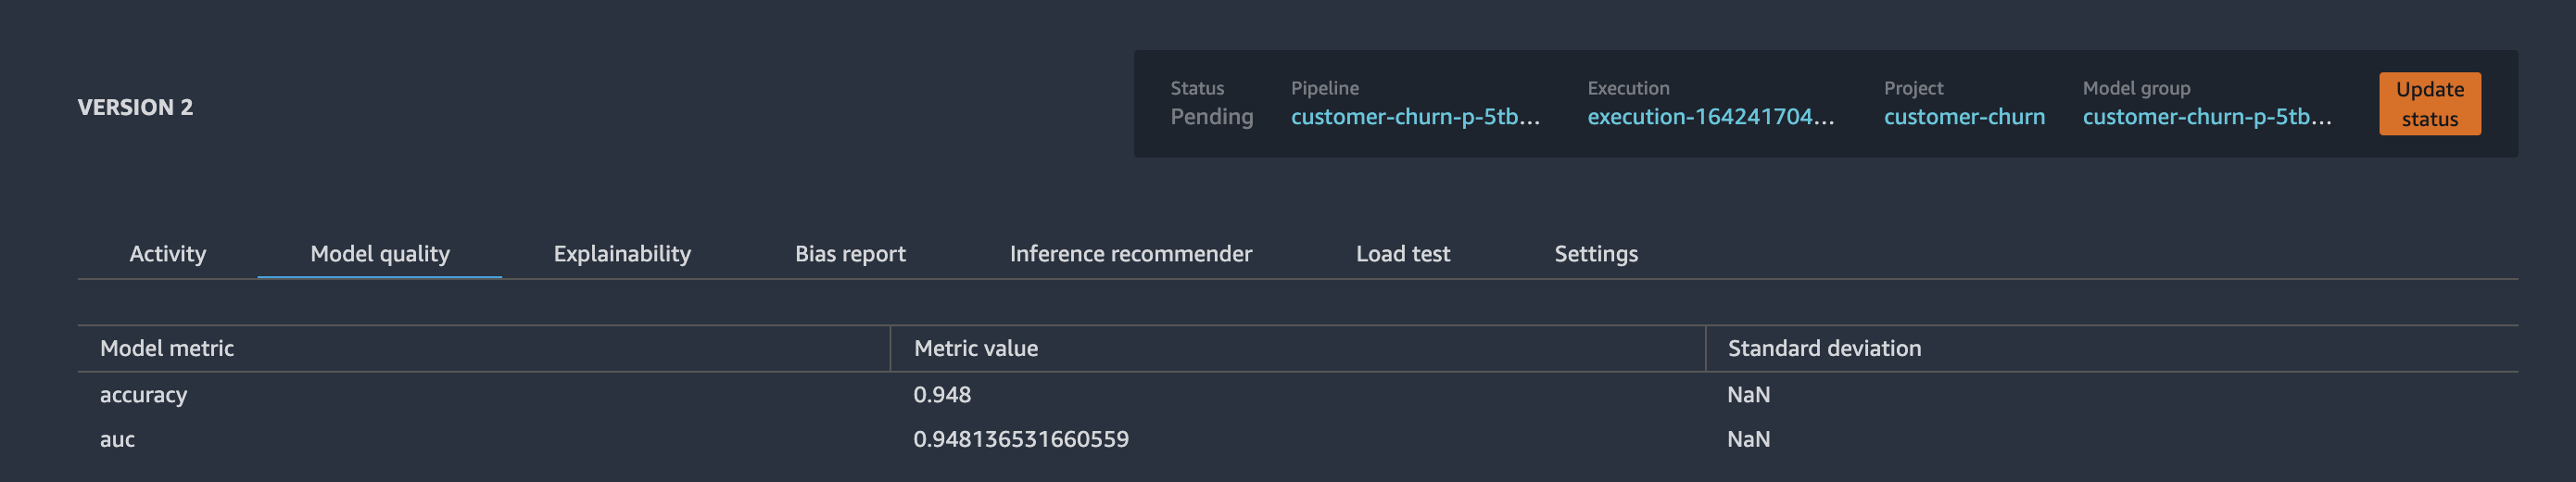 VERSION 2
Status Pipeline Execution Project Model group
Pending customer-churn-p-5tb... execution-164241704... customer-churn customer-churn-p-5tb...
Update
status
Activity Model quality Explainability Bias report Inference recommender Load test Settings
Model metric Metric value Standard deviation
accuracy 0.948 NaN
auc 0.948136531660559 NaN